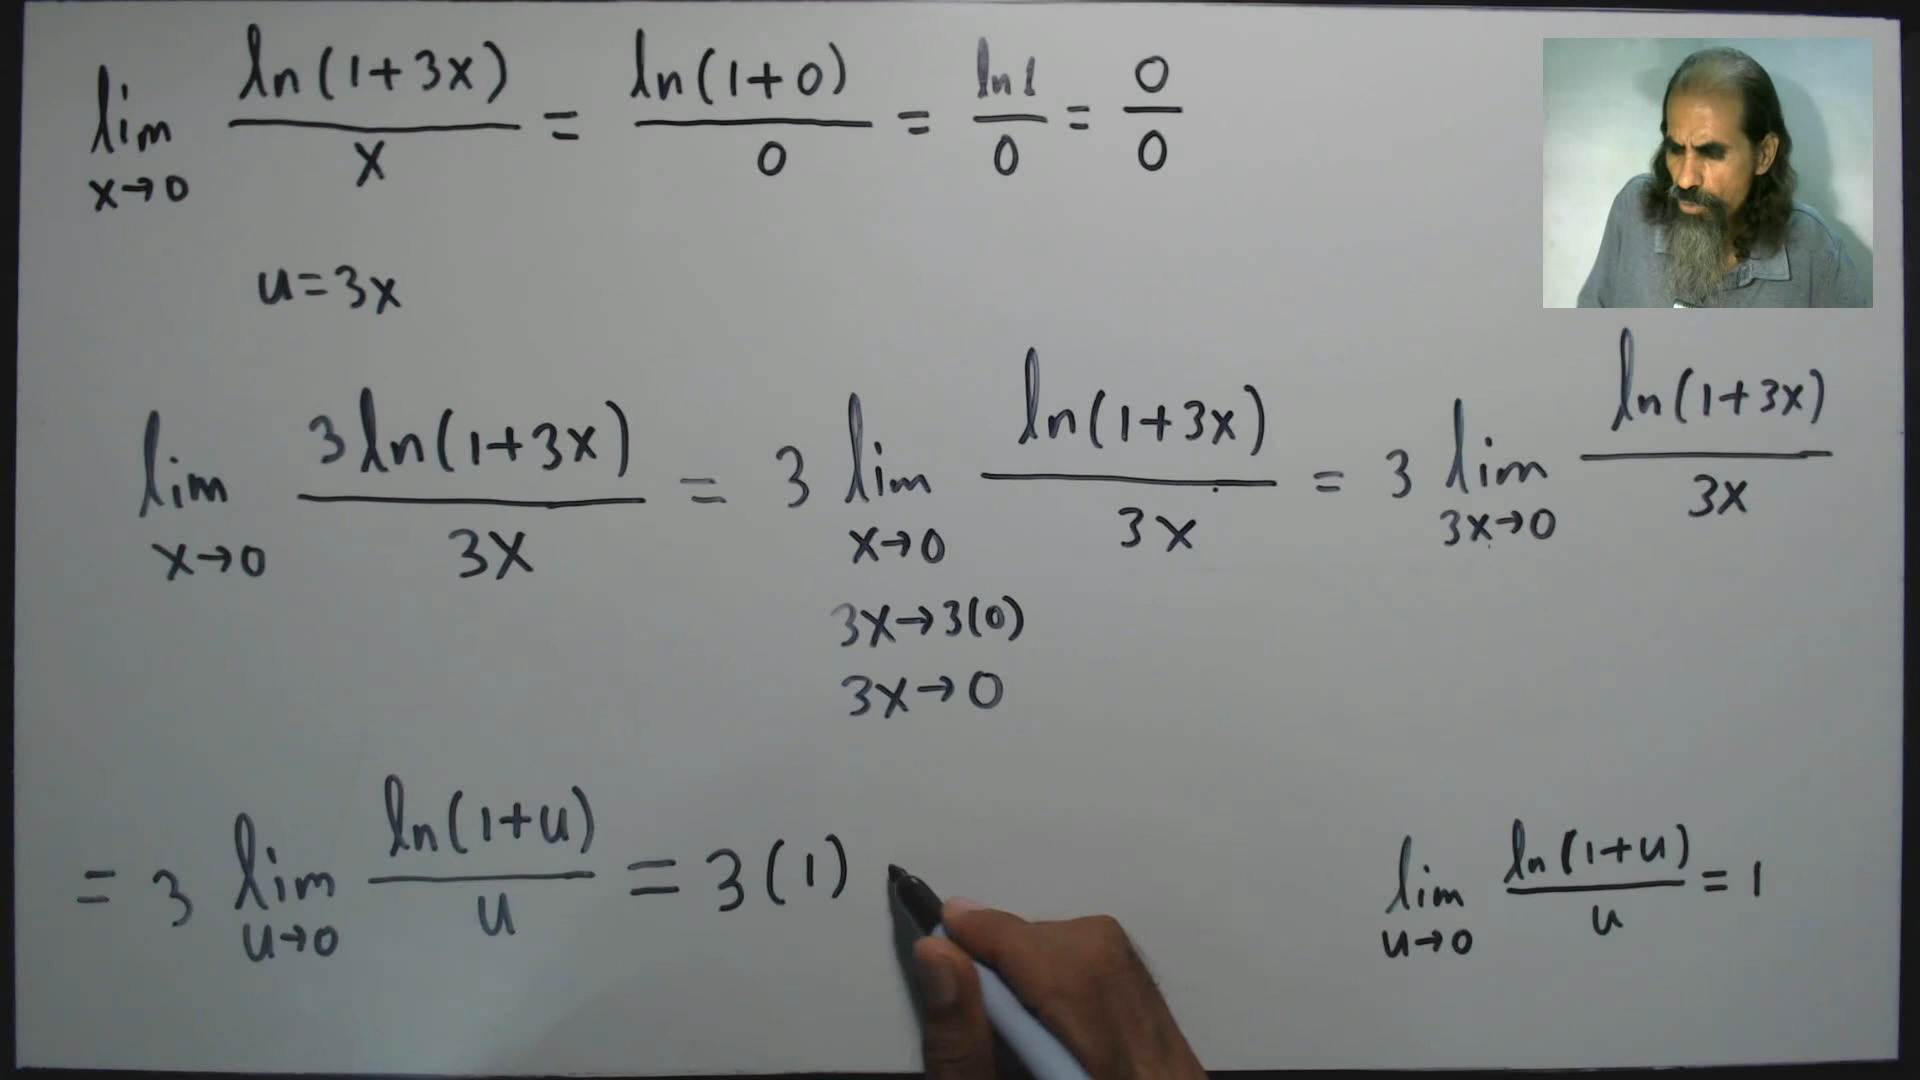 lim x→0 ln(1+3x)/x = ln(1+0)/0 = ln1/0 = 0/0
u=3x
lim x→0 3ln(1+3x)/3x = 3 lim x→0 ln(1+3x)/3x = 3 lim 3x→0 ln(1+3x)/3x
3x→3(0)
3x→0
= 3 lim u→0 ln(1+u)/u = 3(1)
lim u→0 ln(1+u)/u = 1